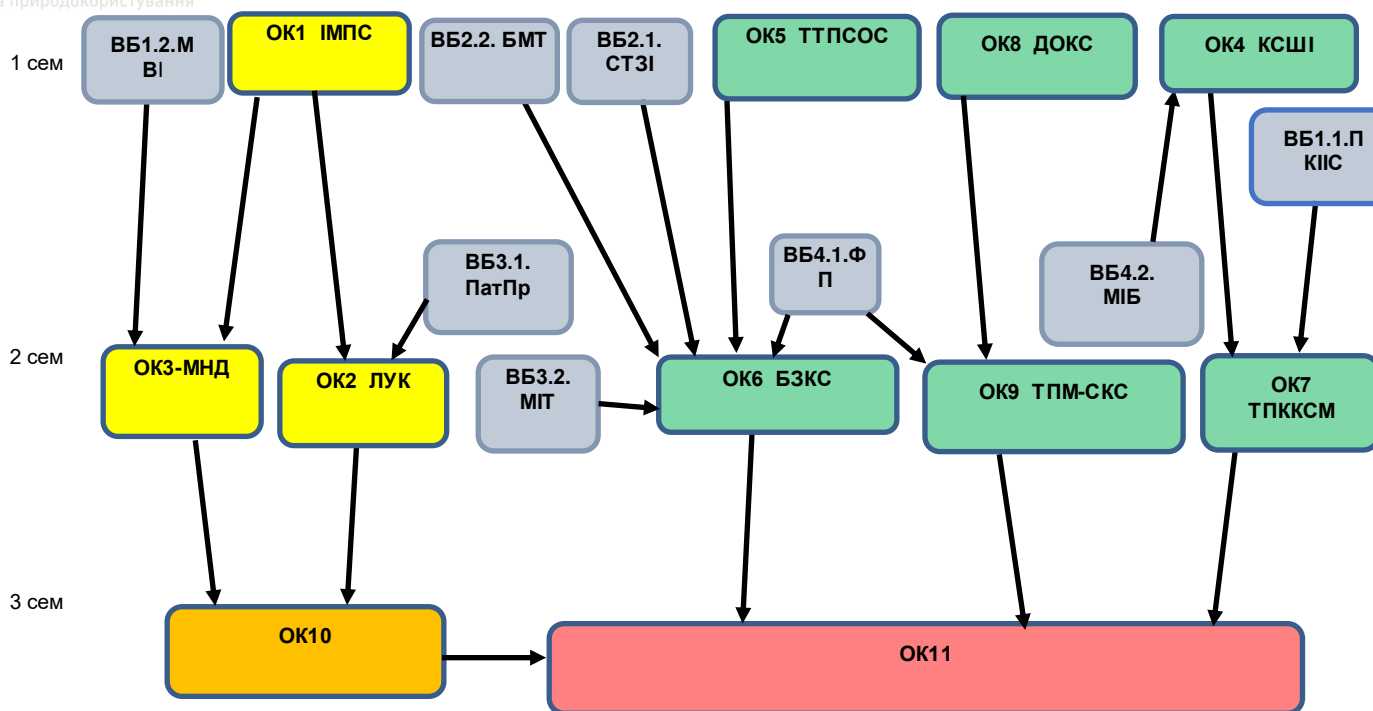 а природокористування
ВБ1.2.М
ВІ
ОК1 ІМПС
ВБ2.2. БМТ
ВБ2.1.
СТЗІ
ОК5 ТТПСОС
ОК8 ДОКС
ОК4 КСШІ
1 сем
ВБ1.1.П
КІІС
ВБ3.1.
ПатПр
ВБ4.1.Ф
П
ВБ4.2.
МІБ
2 сем
ОК3-МНД
ОК2 ЛУК
ВБ3.2.
МІТ
ОК6 БЗКС
ОК9 ТПМ-СКС
ОК7
ТПККСМ
3 сем
ОК10
ОК11